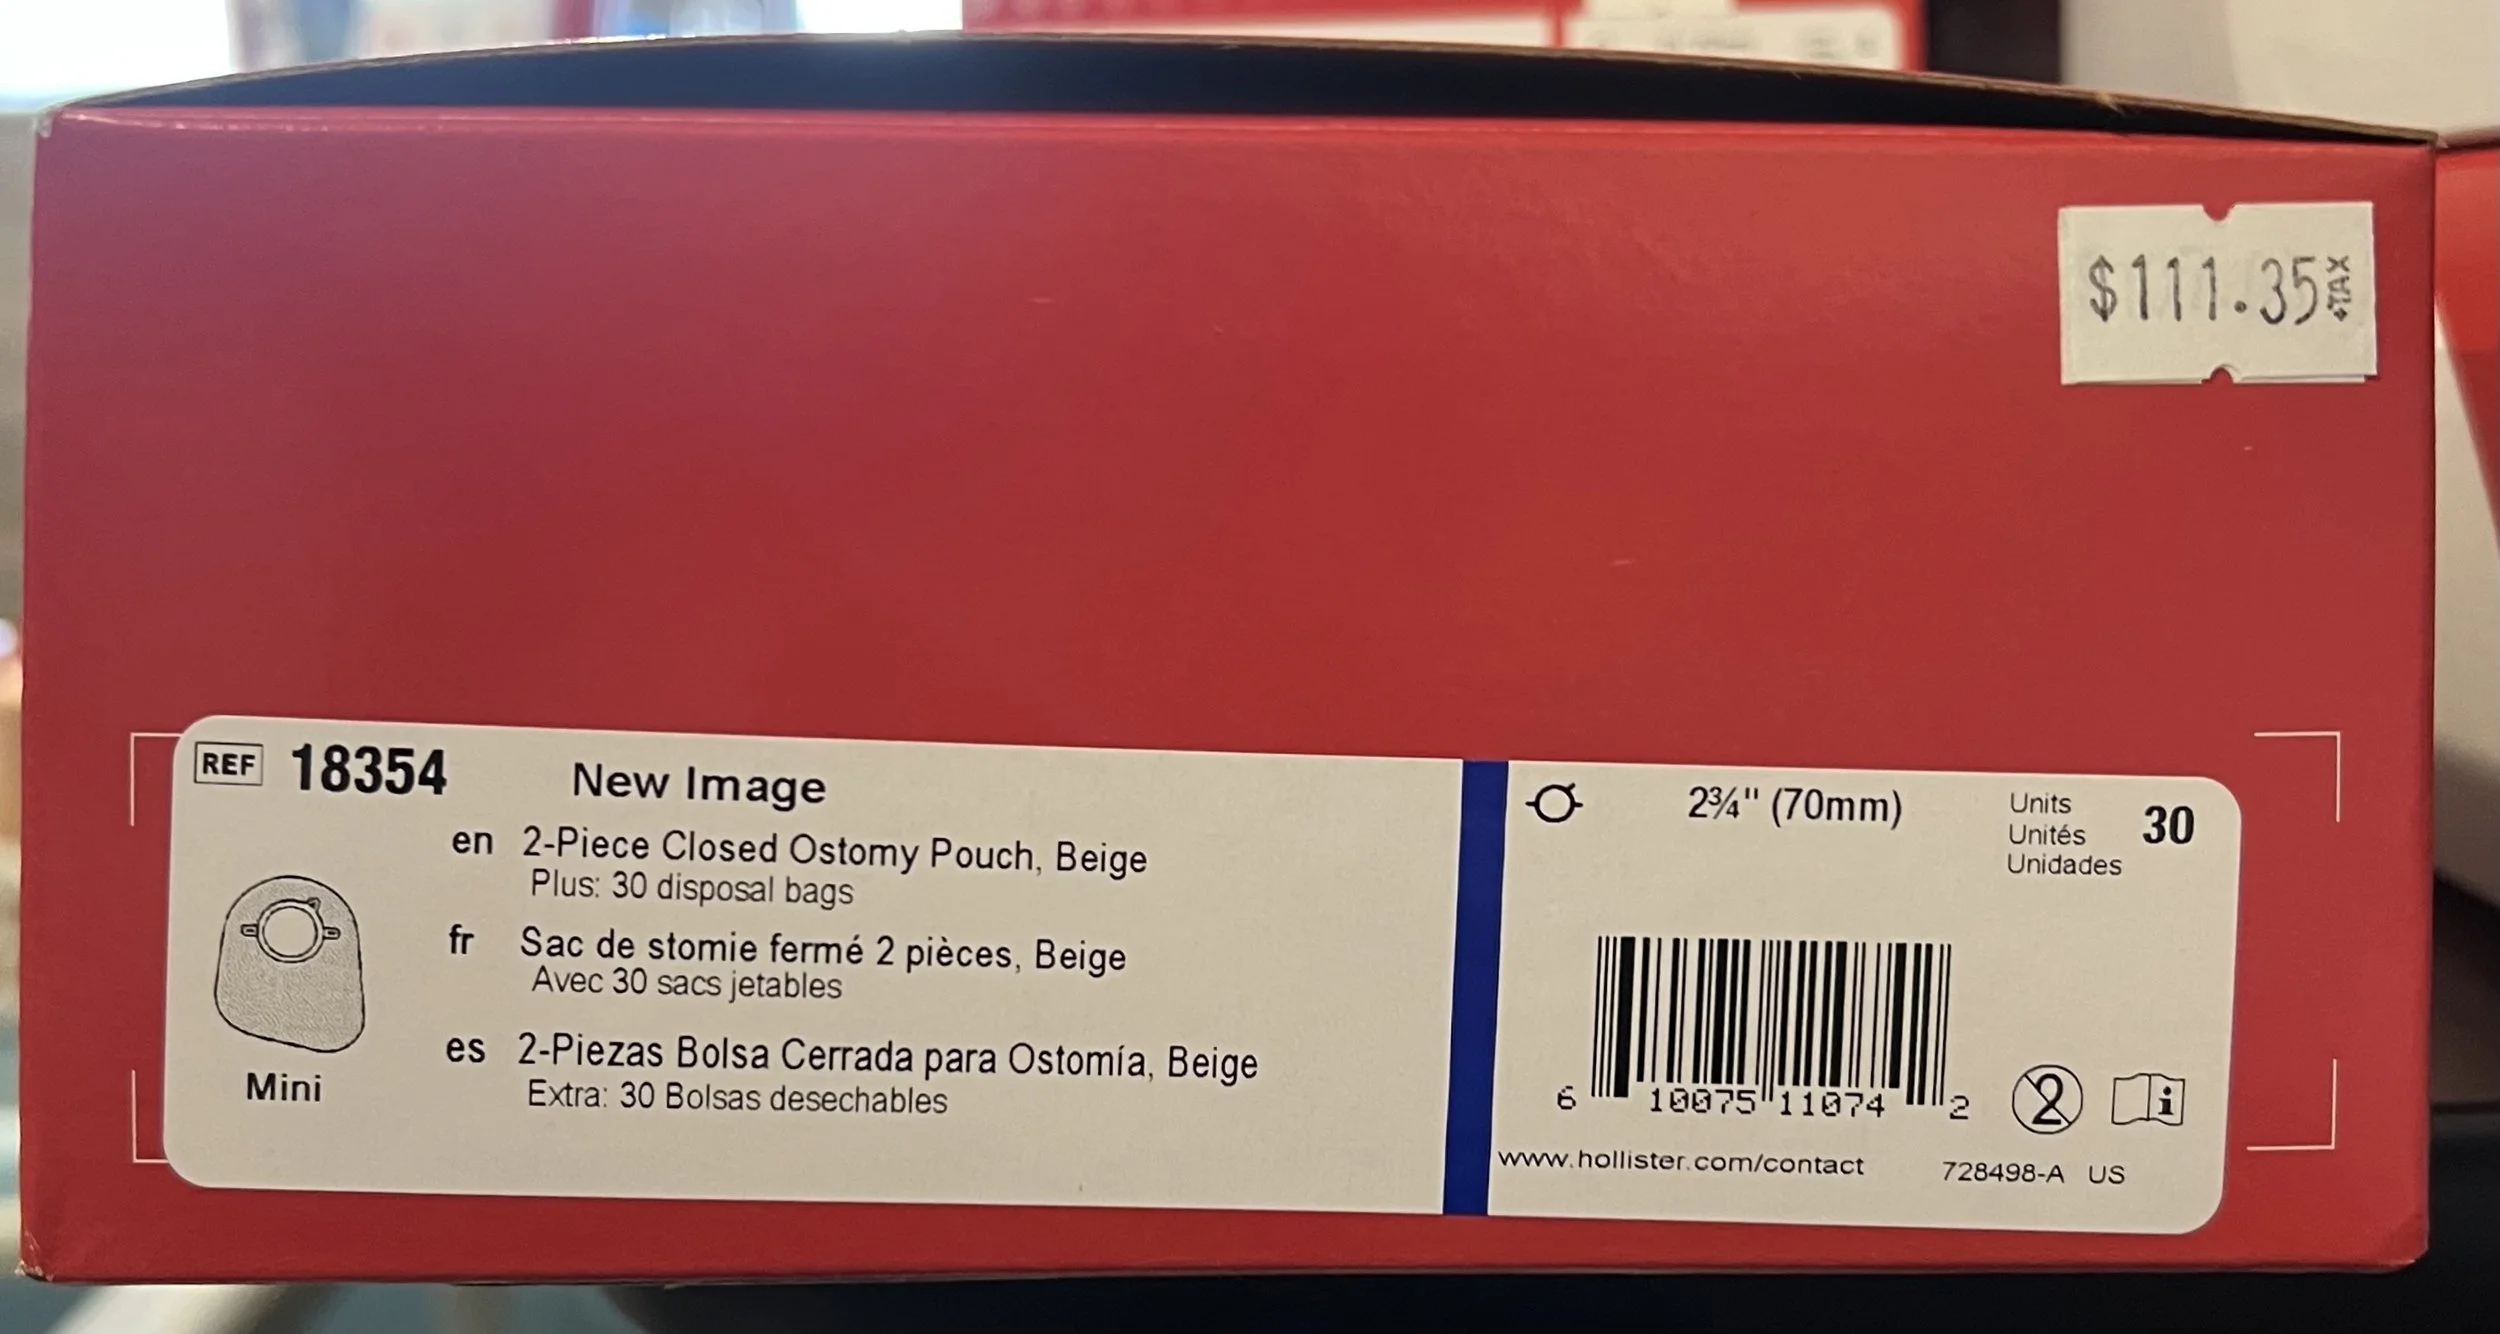 $111.35 +TAX
REF 18354 New Image
en 2-Piece Closed Ostomy Pouch, Beige
Plus: 30 disposal bags
fr Sac de stomie fermé 2 pièces, Beige
Avec 30 sacs jetables
es 2-Piezas Bolsa Cerrada para Ostomía, Beige
Extra: 30 Bolsas desechables
Mini
2¾" (70mm)
Units
Unités
Unidades
30
6 10075 11074 2
2
i
www.hollister.com/contact
728498-A US